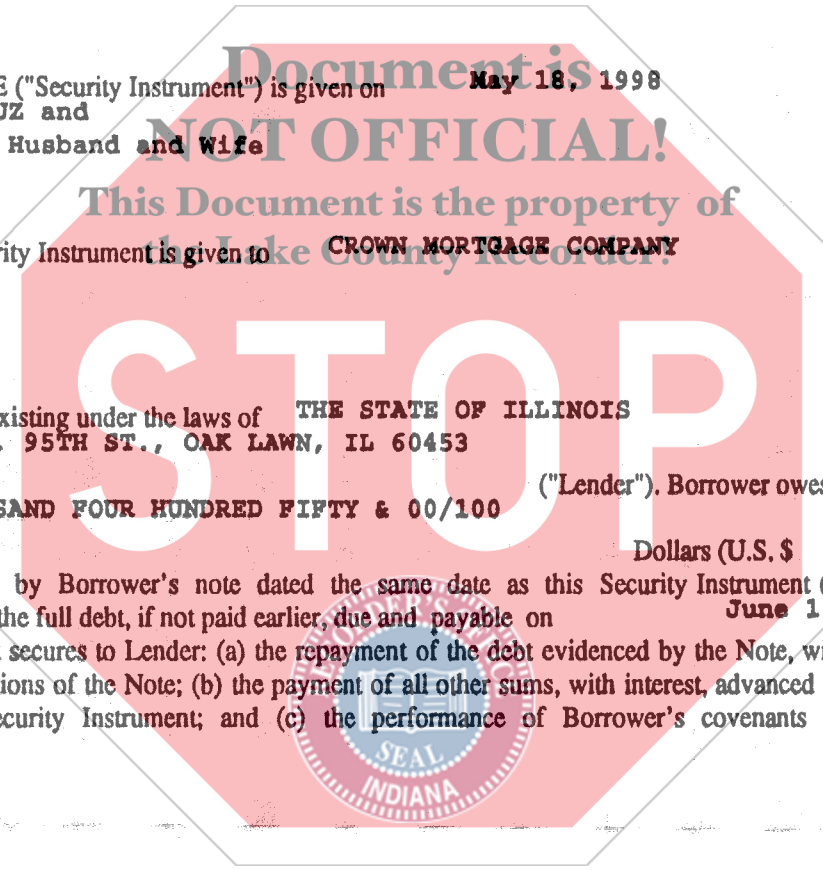 Document is
E ("Security Instrument") is given on May 18, 1998
UZ and
NOT OFFICIAL!
Husband and Wife
This Document is the property of
rity Instrument is given to CROWN MORTGAGE COMPANY
the Lake County Recorder!
STOP
xisting under the laws of THE STATE OF ILLINOIS
. 95TH ST., OAK LAWN, IL 60453
("Lender"). Borrower owes
SAND FOUR HUNDRED FIFTY & 00/100
Dollars (U.S. $
by Borrower's note dated the same date as this Security Instrument (
the full debt, if not paid earlier, due and payable on June 1
secures to Lender: (a) the repayment of the debt evidenced by the Note, wi
ions of the Note; (b) the payment of all other sums, with interest, advanced
ecurity Instrument; and (c) the performance of Borrower's covenants
SEAL
INDIANA